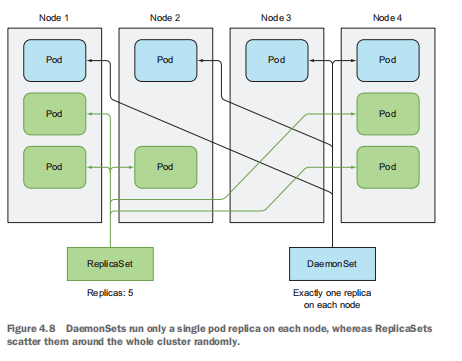 Node 1 Node 2 Node 3 Node 4
Pod Pod Pod Pod
Pod Pod
Pod Pod Pod
ReplicaSet DaemonSet
Replicas: 5 Exactly one replica
on each node
Figure 4.8 DaemonSets run only a single pod replica on each node, whereas ReplicaSets
scatter them around the whole cluster randomly.